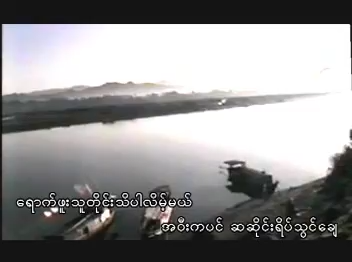 ရောက်ဖူးသူတိုင်းသိပါလိမ့်မယ်
အဝီးကပင် ဆဆိုင်းရိပ်သွင်ချေ